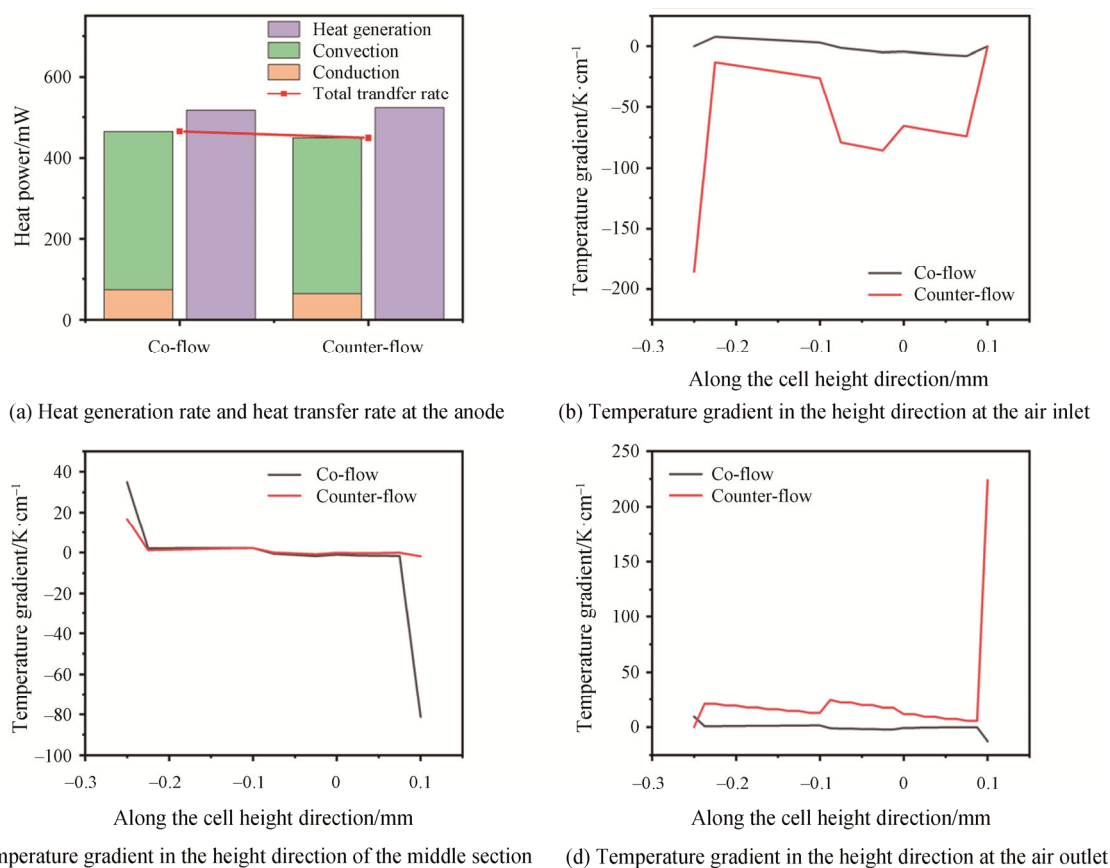 Heat generation
Convection
Conduction
Total trandfer rate
600
400
200
0
Heat power/mW
Co-flow
Counter-flow
(a) Heat generation rate and heat transfer rate at the anode
0
–50
–100
–150
–200
Temperature gradient/K·cm⁻¹
Co-flow
Counter-flow
–0.3
–0.2
–0.1
0
0.1
Along the cell height direction/mm
(b) Temperature gradient in the height direction at the air inlet
40
20
0
–20
–40
–60
–80
–100
Temperature gradient/K·cm⁻¹
Co-flow
Counter-flow
–0.3
–0.2
–0.1
0
0.1
Along the cell height direction/mm
mperature gradient in the height direction of the middle section
250
200
150
100
50
0
Temperature gradient/K·cm⁻¹
Co-flow
Counter-flow
–0.3
–0.2
–0.1
0
0.1
Along the cell height direction/mm
(d) Temperature gradient in the height direction at the air outlet